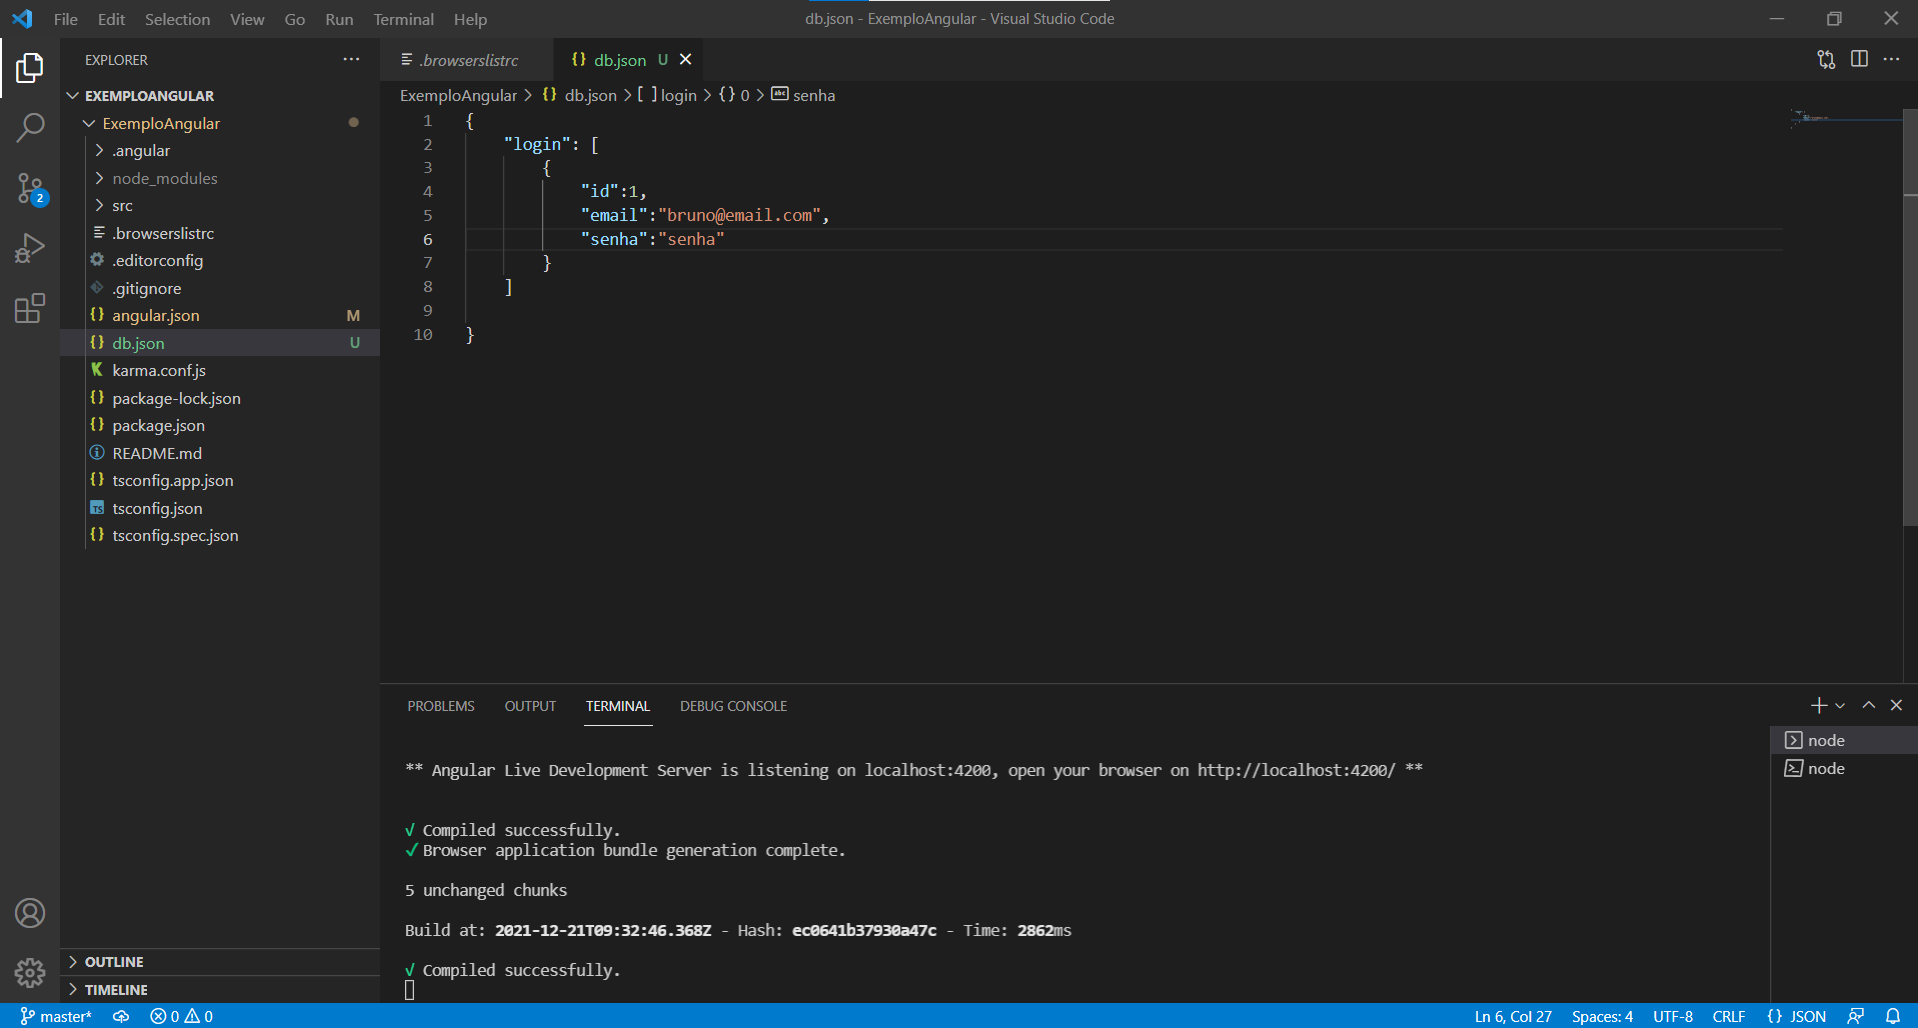 File Edit Selection View Go Run Terminal Help
db.json - ExemploAngular - Visual Studio Code
EXPLORER
EXEMPLOANGULAR
ExemploAngular
.angular
node_modules
src
.browserslistrc
.editorconfig
.gitignore
angular.json M
db.json U
karma.conf.js
package-lock.json
package.json
README.md
tsconfig.app.json
TS tsconfig.json
tsconfig.spec.json
OUTLINE
TIMELINE
2
.browserslistrc
{} db.json U
ExemploAngular > {} db.json > [ ] login > {} 0 > abc senha
1 {
2 "login": [
3 {
4 "id":1,
5 "email":"bruno@email.com",
6 "senha":"senha"
7 }
8 ]
9
10 }
PROBLEMS OUTPUT TERMINAL DEBUG CONSOLE
** Angular Live Development Server is listening on localhost:4200, open your browser on http://localhost:4200/ **
√ Compiled successfully.
✓ Browser application bundle generation complete.
5 unchanged chunks
Build at: 2021-12-21T09:32:46.368Z - Hash: ec0641b37930a47c - Time: 2862ms
√ Compiled successfully.
node
node
master* 0 0
Ln 6, Col 27 Spaces: 4 UTF-8 CRLF {} JSON